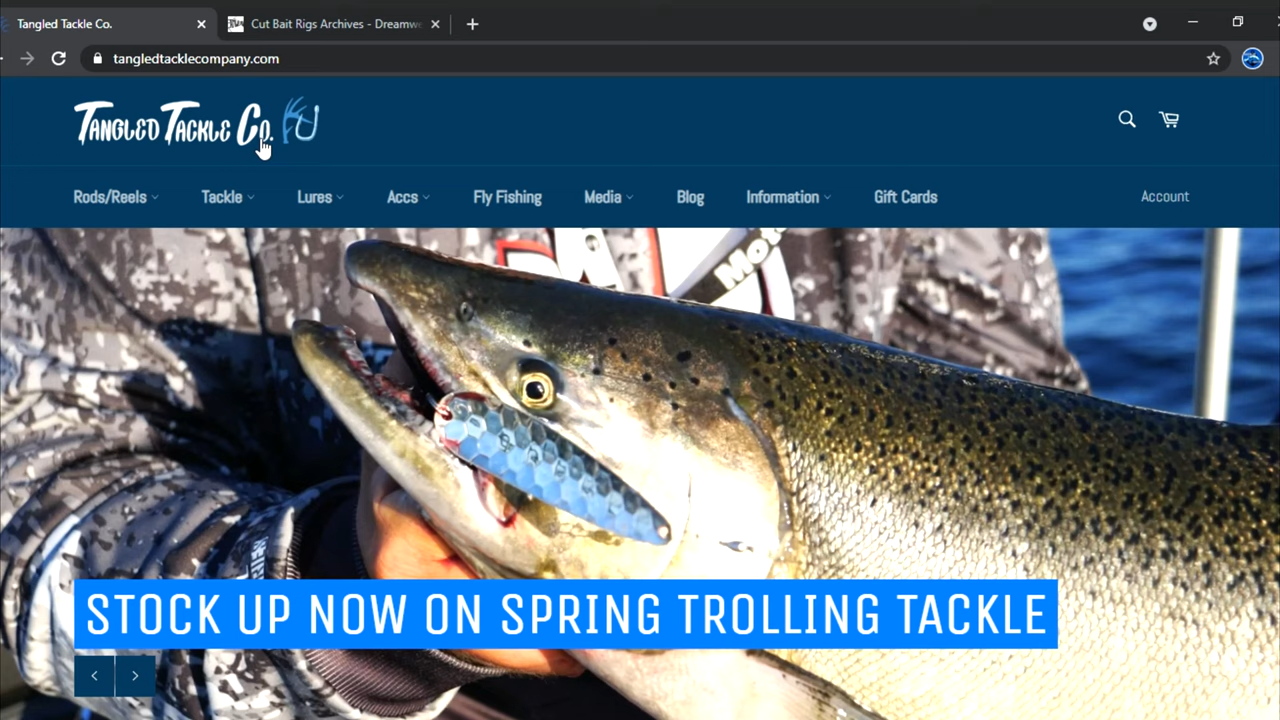 Tangled Tackle Co.
Cut Bait Rigs Archives - Dreamwe
tangledtacklecompany.com
TANGLED TACKLE CO.
Rods/Reels
Tackle
Lures
Accs
Fly Fishing
Media
Blog
Information
Gift Cards
Account
STOCK UP NOW ON SPRING TROLLING TACKLE